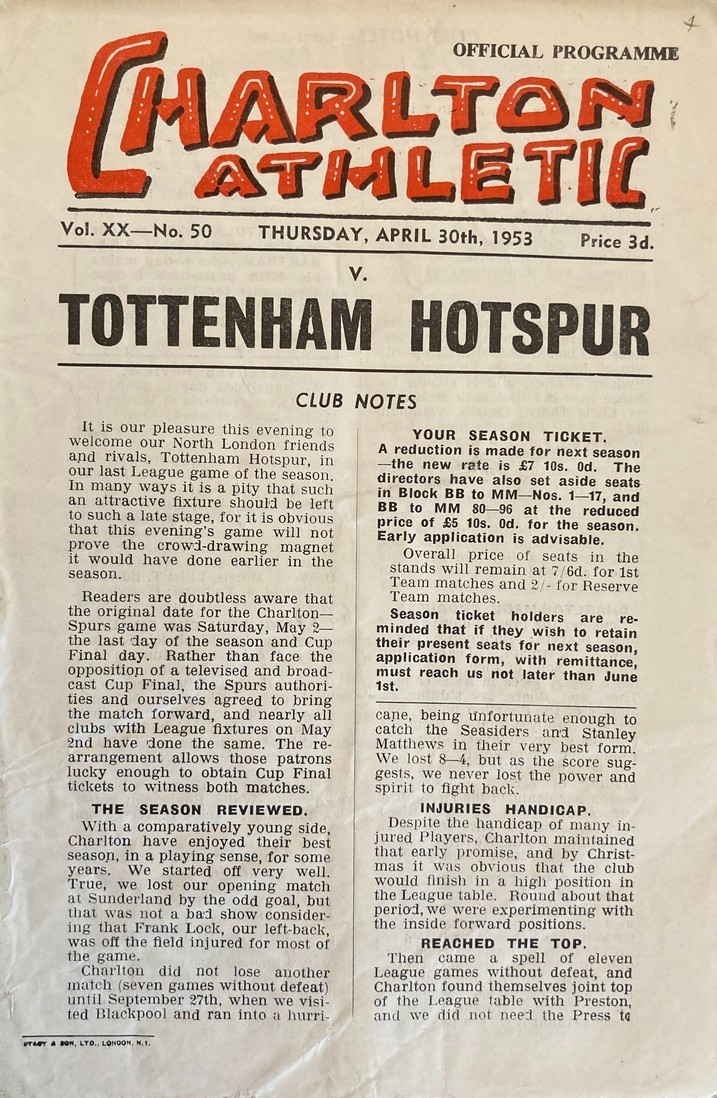 OFFICIAL PROGRAMME
CHARLTON
ATHLETIC
Vol. XX—No. 50 THURSDAY, APRIL 30th, 1953 Price 3d.
V.
TOTTENHAM HOTSPUR
CLUB NOTES
It is our pleasure this evening to
welcome our North London friends
and rivals, Tottenham Hotspur, in
our last League game of the season.
In many ways it is a pity that such
an attractive fixture should be left
to such a late stage, for it is obvious
that this evening's game will not
prove the crowd-drawing magnet
it would have done earlier in the
season.
Readers are doubtless aware that
the original date for the Charlton—
Spurs game was Saturday, May 2—
the last day of the season and Cup
Final day. Rather than face the
opposition of a televised and broad-
cast Cup Final, the Spurs authori-
ties and ourselves agreed to bring
the match forward, and nearly all
clubs with League fixtures on May
2nd have done the same. The re-
arrangement allows those patrons
lucky enough to obtain Cup Final
tickets to witness both matches.
THE SEASON REVIEWED.
With a comparatively young side,
Charlton have enjoyed their best
season, in a playing sense, for some
years. We started off very well.
True, we lost our opening match
at Sunderland by the odd goal, but
that was not a bad show consider-
ing that Frank Lock, our left-back,
was off the field injured for most of
the game.
Charlton did not lose another
match (seven games without defeat)
until September 27th, when we visi-
ted Blackpool and ran into a hurri-
YOUR SEASON TICKET.
A reduction is made for next season
—the new rate is £7 10s. 0d. The
directors have also set aside seats
in Block BB to MM—Nos. 1—17, and
BB to MM 80—96 at the reduced
price of £5 10s. 0d. for the season.
Early application is advisable.
Overall price of seats in the
stands will remain at 7/6d. for 1st
Team matches and 2/- for Reserve
Team matches.
Season ticket holders are re-
minded that if they wish to retain
their present seats for next season,
application form, with remittance,
must reach us not later than June
1st.
cane, being unfortunate enough to
catch the Seasiders and Stanley
Matthews in their very best form.
We lost 8—4, but as the score sug-
gests, we never lost the power and
spirit to fight back.
INJURIES HANDICAP.
Despite the handicap of many in-
jured Players, Charlton maintained
that early promise, and by Christ-
mas it was obvious that the club
would finish in a high position in
the League table. Round about that
period, we were experimenting with
the inside forward positions.
REACHED THE TOP.
Then came a spell of eleven
League games without defeat, and
Charlton found themselves joint top
of the League table with Preston,
and we did not need the Press to
& SON, LTD., LONDON, N.1.